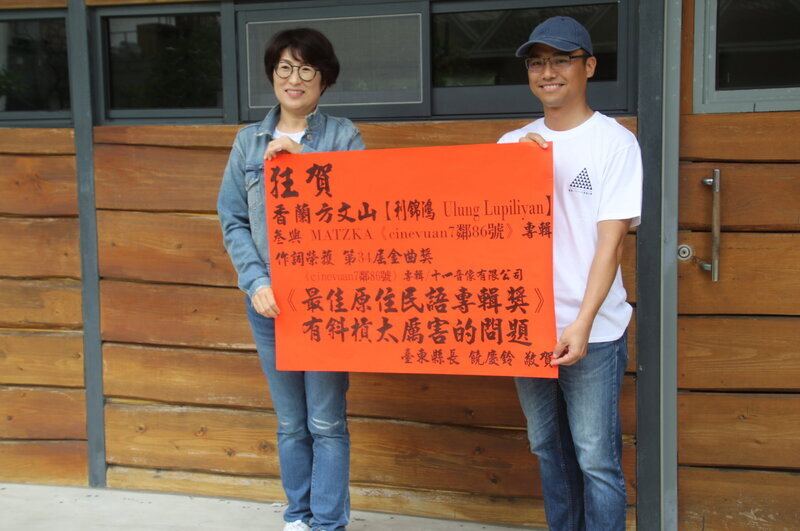 狂賀
香蘭方文山【利錦鴻 Ulung Lupiliyan】
叁與 MATZKA《cinevuan7鄰86號》專輯
作詞榮獲 第34屆金曲獎
《cinevuan7鄰86號》專輯/十一音像有限公司
《最佳原住民語專輯獎》
有斜槓太厲害的問題
臺東縣長 饒慶鈴 敬賀